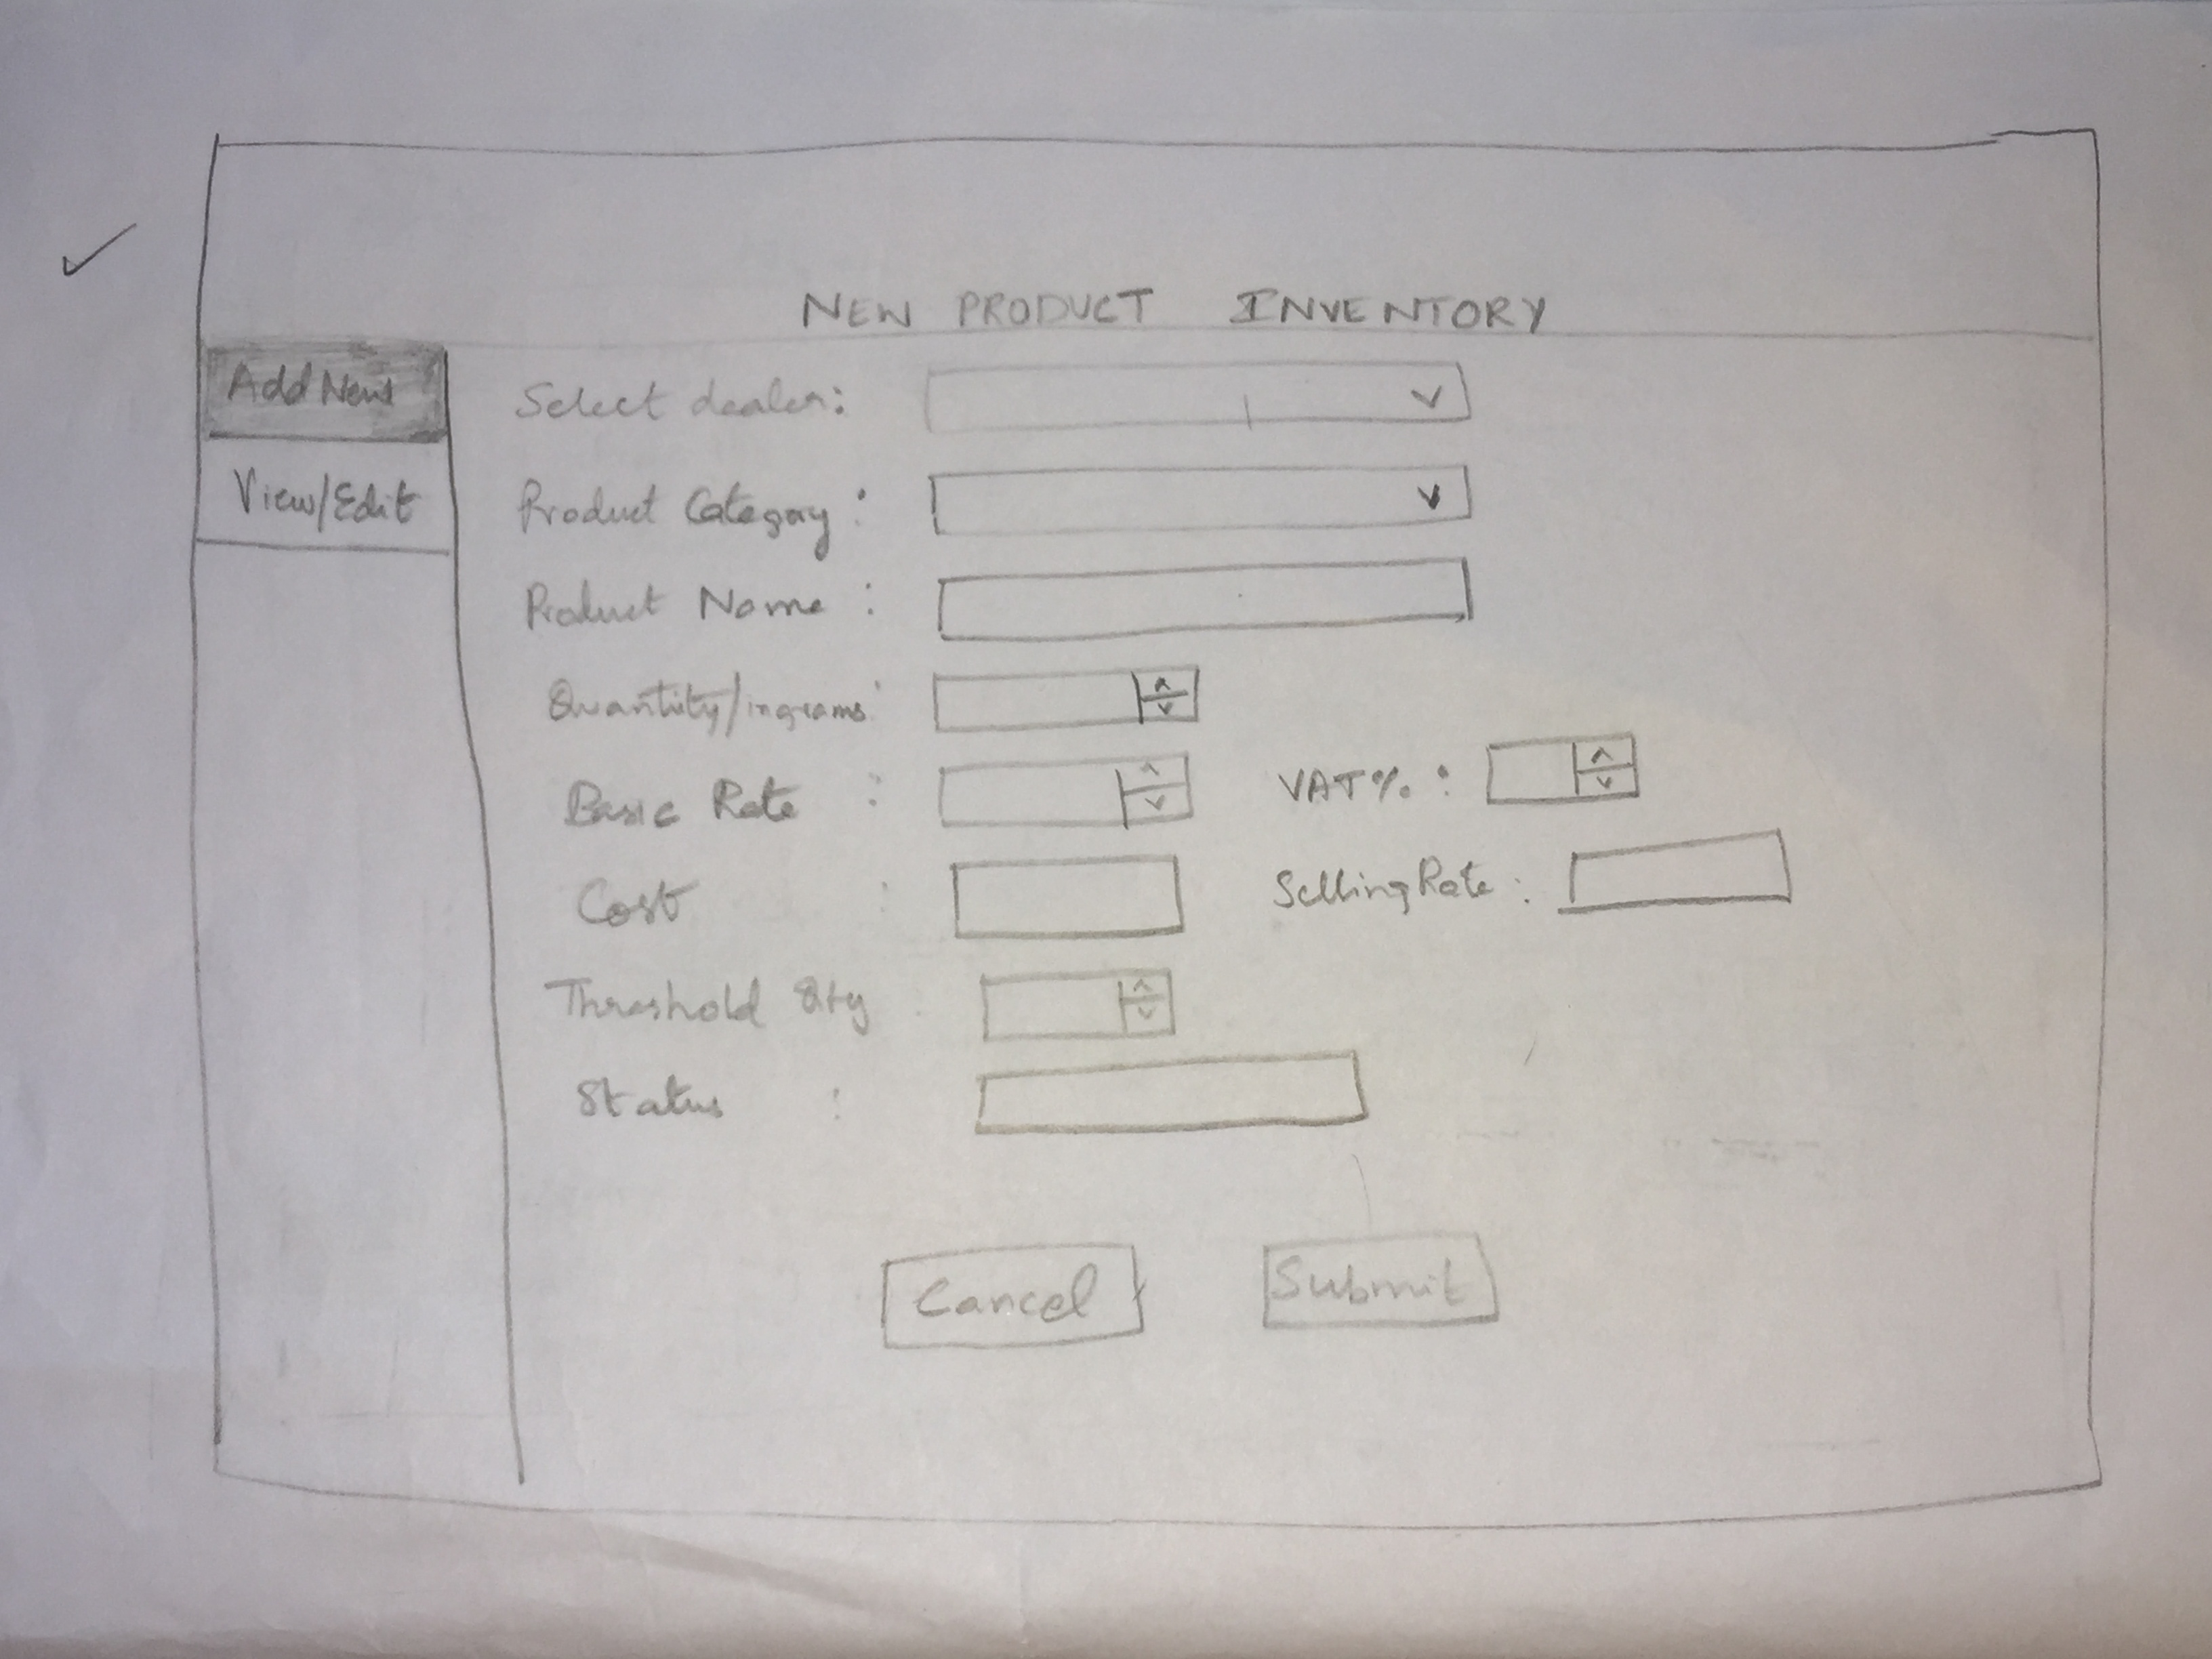 NEW PRODUCT INVENTORY
Add New
View/Edit
Select dealer:
Product Category:
Product Name :
Quantity/ingrams:
Basic Rate : VAT% :
Cost : Selling Rate :
Threshold Qty
Status :
Cancel Submit